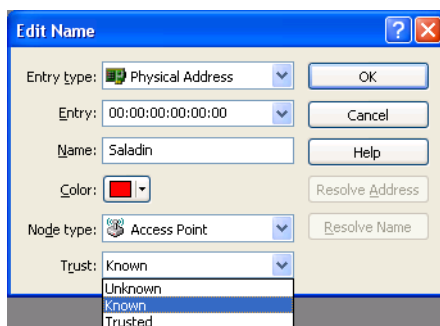 Edit Name
Entry type: Physical Address
OK
Entry: 00:00:00:00:00:00
Cancel
Name: Saladin
Help
Color:
Resolve Address
Node type: Access Point
Resolve Name
Trust: Known
Unknown
Known
Trusted